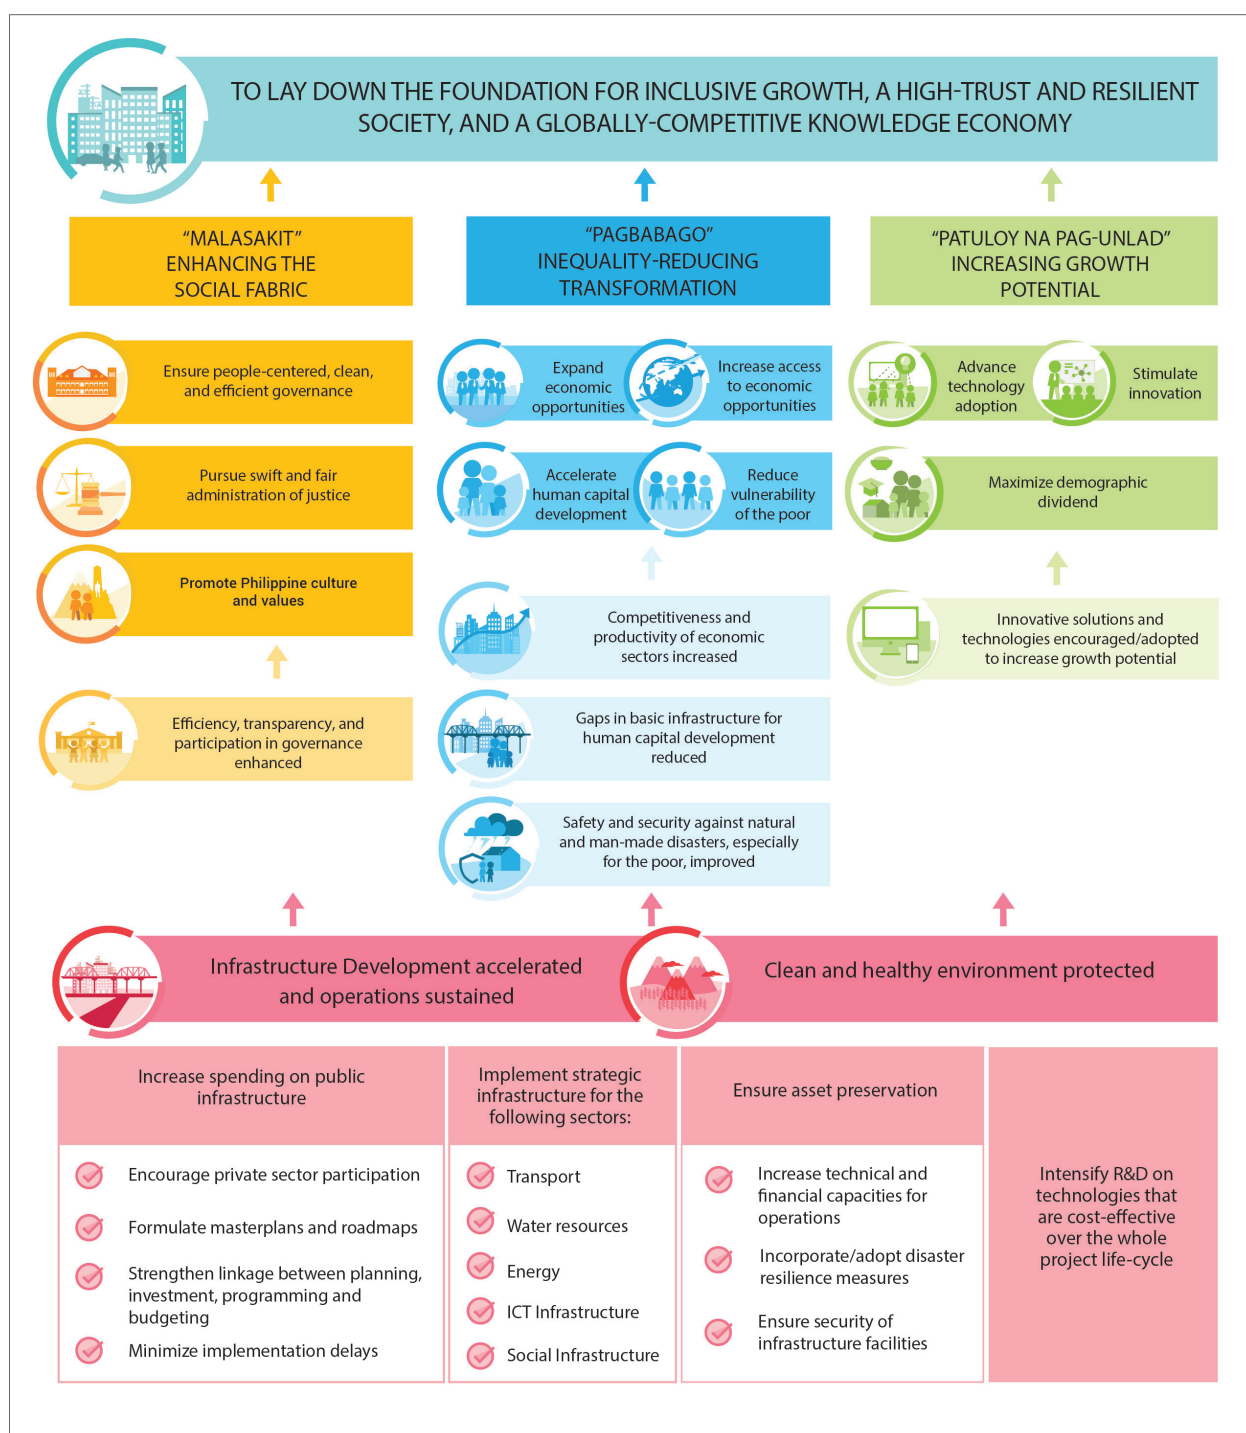 TO LAY DOWN THE FOUNDATION FOR INCLUSIVE GROWTH, A HIGH-TRUST AND RESILIENT
SOCIETY, AND A GLOBALLY-COMPETITIVE KNOWLEDGE ECONOMY
“MALASAKIT”
ENHANCING THE
SOCIAL FABRIC
Ensure people-centered, clean,
and efficient governance
Pursue swift and fair
administration of justice
Promote Philippine culture
and values
Efficiency, transparency, and
participation in governance
enhanced
“PAGBABAGO”
INEQUALITY-REDUCING
TRANSFORMATION
Expand
economic
opportunities
Increase access
to economic
opportunities
Accelerate
human capital
development
Reduce
vulnerability
of the poor
Competitiveness and
productivity of economic
sectors increased
Gaps in basic infrastructure for
human capital development
reduced
Safety and security against natural
and man-made disasters, especially
for the poor, improved
“PATULOY NA PAG-UNLAD”
INCREASING GROWTH
POTENTIAL
Advance
technology
adoption
Stimulate
innovation
Maximize demographic
dividend
Innovative solutions and
technologies encouraged/adopted
to increase growth potential
Infrastructure Development accelerated
and operations sustained
Clean and healthy environment protected
Increase spending on public
infrastructure
Encourage private sector participation
Formulate masterplans and roadmaps
Strengthen linkage between planning,
investment, programming and
budgeting
Minimize implementation delays
Implement strategic
infrastructure for the
following sectors:
Transport
Water resources
Energy
ICT Infrastructure
Social Infrastructure
Ensure asset preservation
Increase technical and
financial capacities for
operations
Incorporate/adopt disaster
resilience measures
Ensure security of
infrastructure facilities
Intensify R&D on
technologies that
are cost-effective
over the whole
project life-cycle